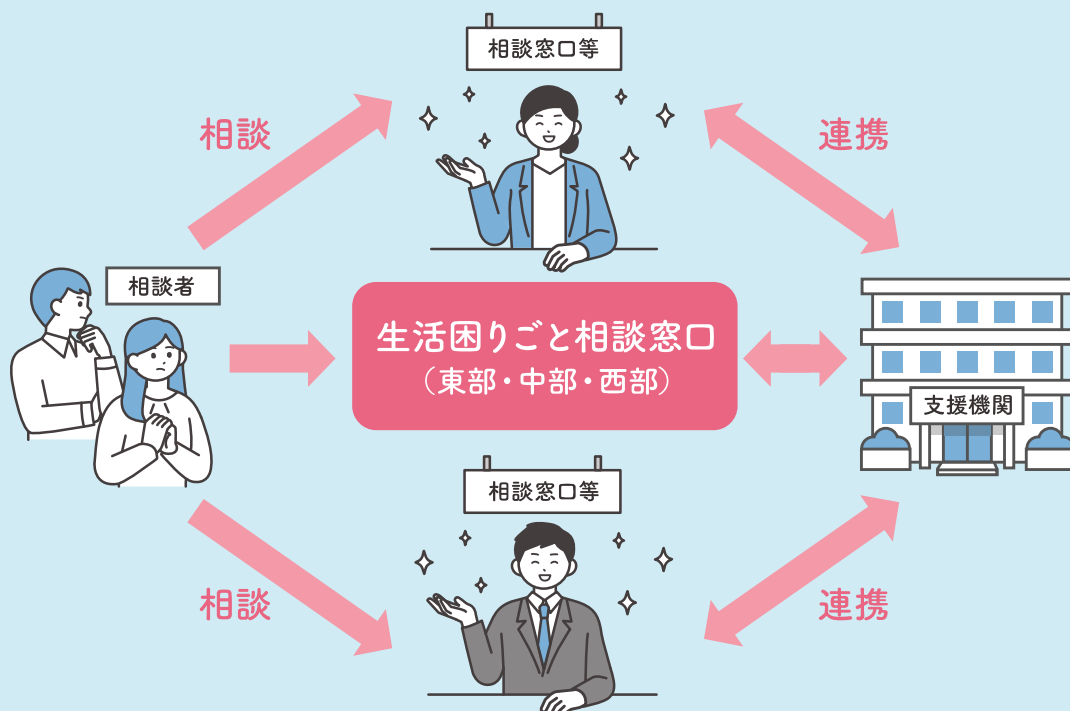 相談窓口等
相談
連携
相談者
生活困りごと相談窓口
（東部・中部・西部）
支援機関
相談窓口等
相談
連携